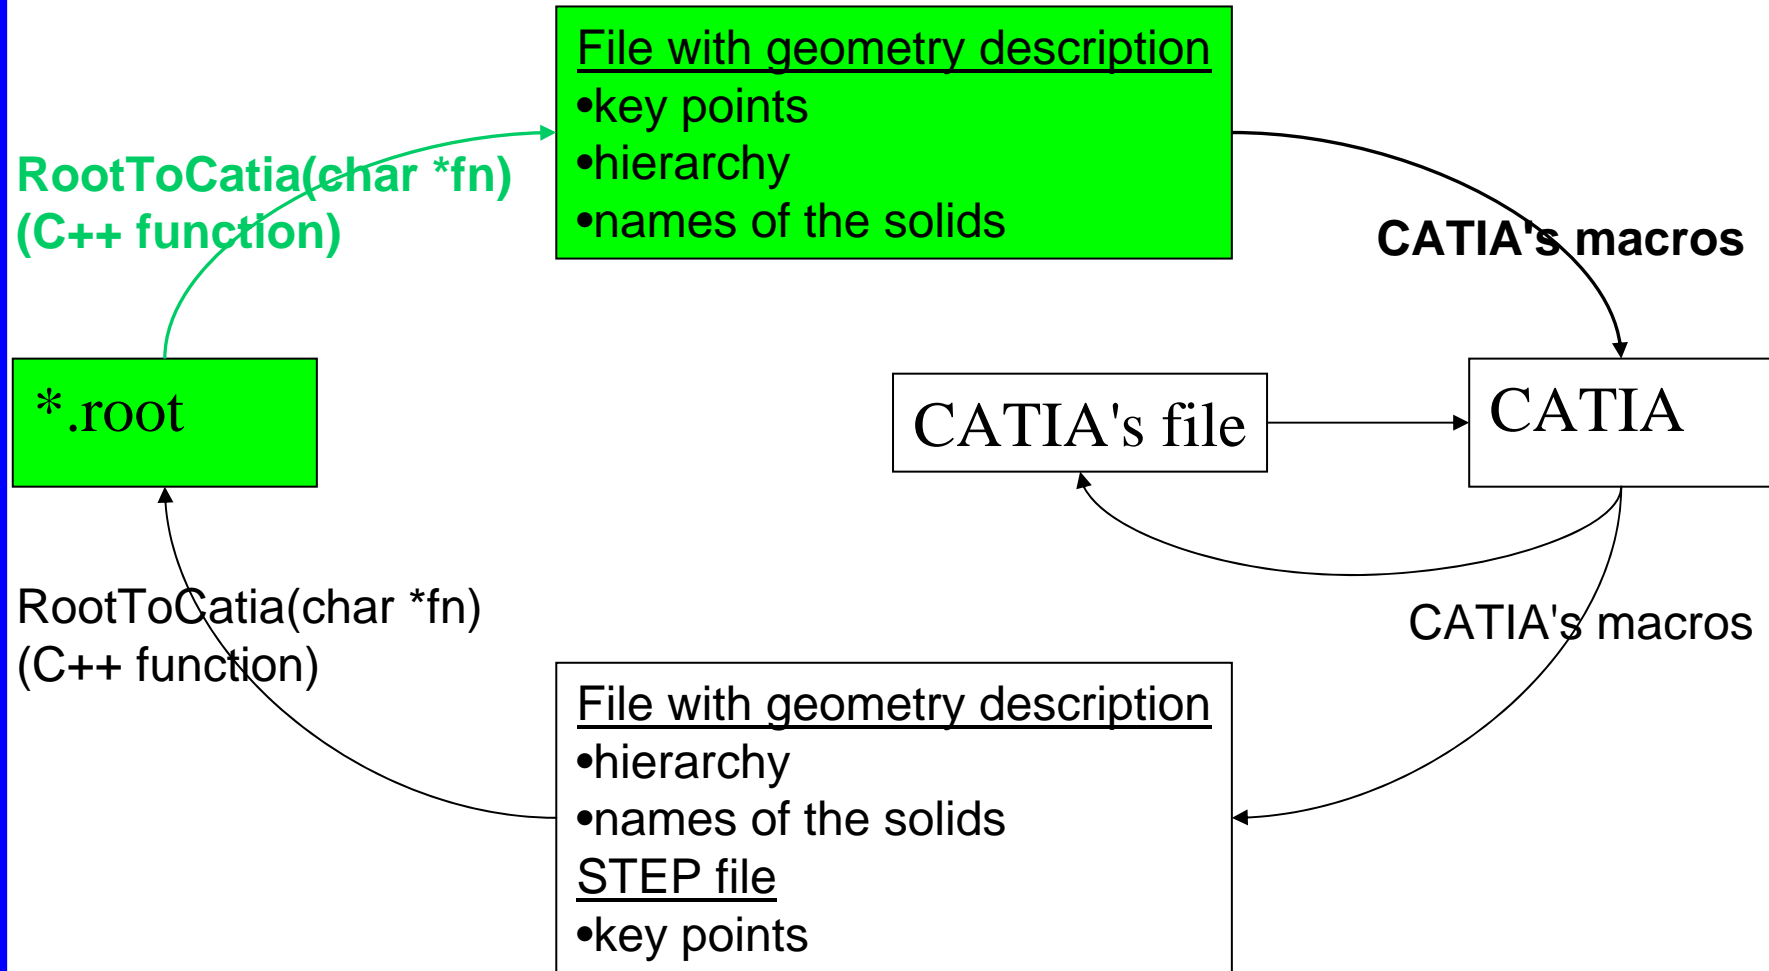 File with geometry description
•key points
•hierarchy
•names of the solids
RootToCatia(char *fn)
(C++ function)
CATIA's macros
*.root
CATIA's file
CATIA
RootToCatia(char *fn)
(C++ function)
CATIA's macros
File with geometry description
•hierarchy
•names of the solids
STEP file
•key points